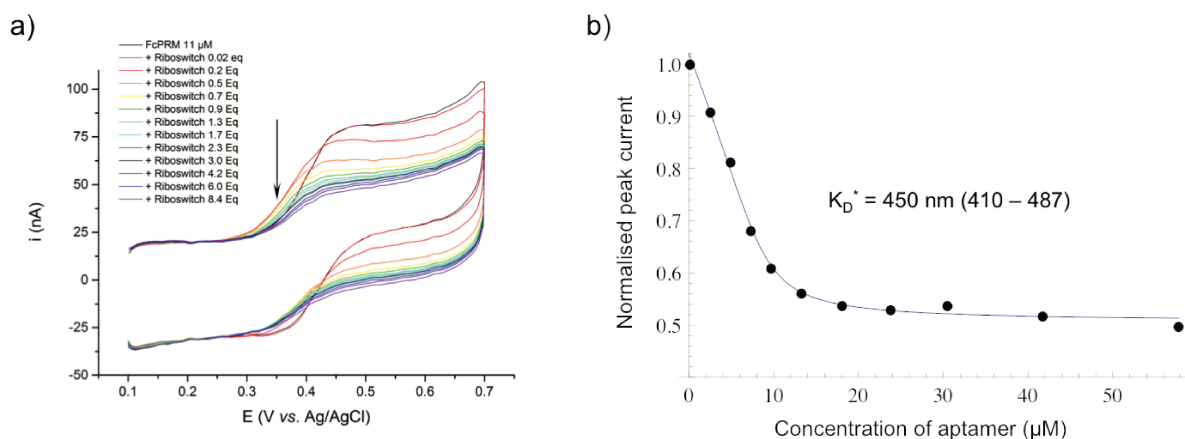 a)
FcPRM 11 µM
+ Riboswitch 0.02 eq
+ Riboswitch 0.2 Eq
+ Riboswitch 0.5 Eq
+ Riboswitch 0.7 Eq
+ Riboswitch 0.9 Eq
+ Riboswitch 1.3 Eq
+ Riboswitch 1.7 Eq
+ Riboswitch 2.3 Eq
+ Riboswitch 3.0 Eq
+ Riboswitch 4.2 Eq
+ Riboswitch 6.0 Eq
+ Riboswitch 8.4 Eq
100
75
50
25
0
-25
-50
i (nA)
0.1 0.2 0.3 0.4 0.5 0.6 0.7
E (V vs. Ag/AgCl)
b)
1.0
0.9
0.8
0.7
0.6
0.5
Normalised peak current
K_D* = 450 nm (410 – 487)
0 10 20 30 40 50
Concentration of aptamer (µM)